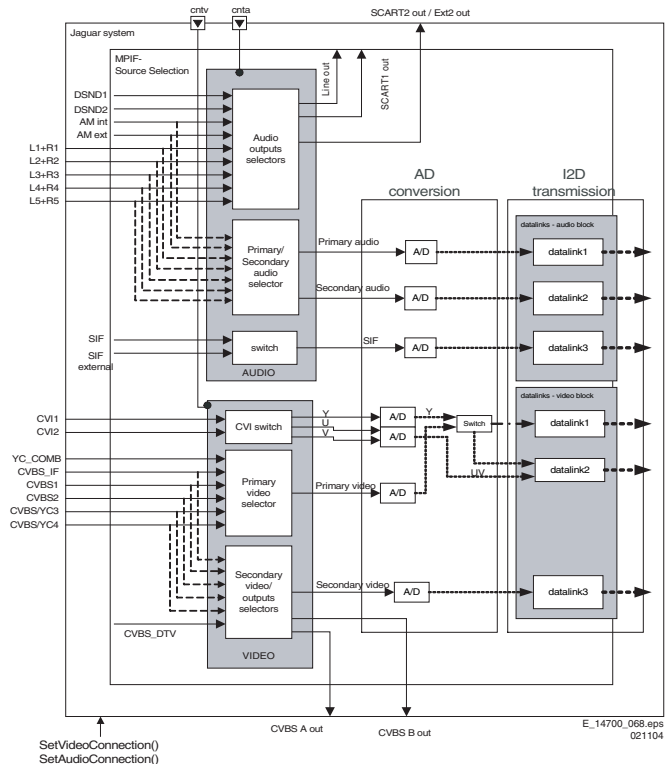 cntv
cnta
SCART2 out / Ext2 out
Jaguar system
MPIF-
Source Selection
Line out
SCART1 out
DSND1
DSND2
AM int
AM ext
L1+R1
L2+R2
L3+R3
L4+R4
L5+R5
Audio
outputs
selectors
AD
conversion
I2D
transmission
datalinks - audio block
Primary/
Secondary
audio
selector
Primary audio
A/D
datalink1
Secondary audio
A/D
datalink2
SIF
SIF
external
switch
SIF
A/D
datalink3
AUDIO
datalinks - video block
CVI1
CVI2
CVI switch
Y
U
V
A/D
A/D
Y
Switch
datalink1
UV
datalink2
YC_COMB
CVBS_IF
CVBS1
CVBS2
CVBS/YC3
CVBS/YC4
Primary
video
selector
Primary video
A/D
Secondary
video/
outputs
selectors
Secondary video
A/D
datalink3
CVBS_DTV
VIDEO
CVBS A out
CVBS B out
E_14700_068.eps
021104
SetVideoConnection()
SetAudioConnection()